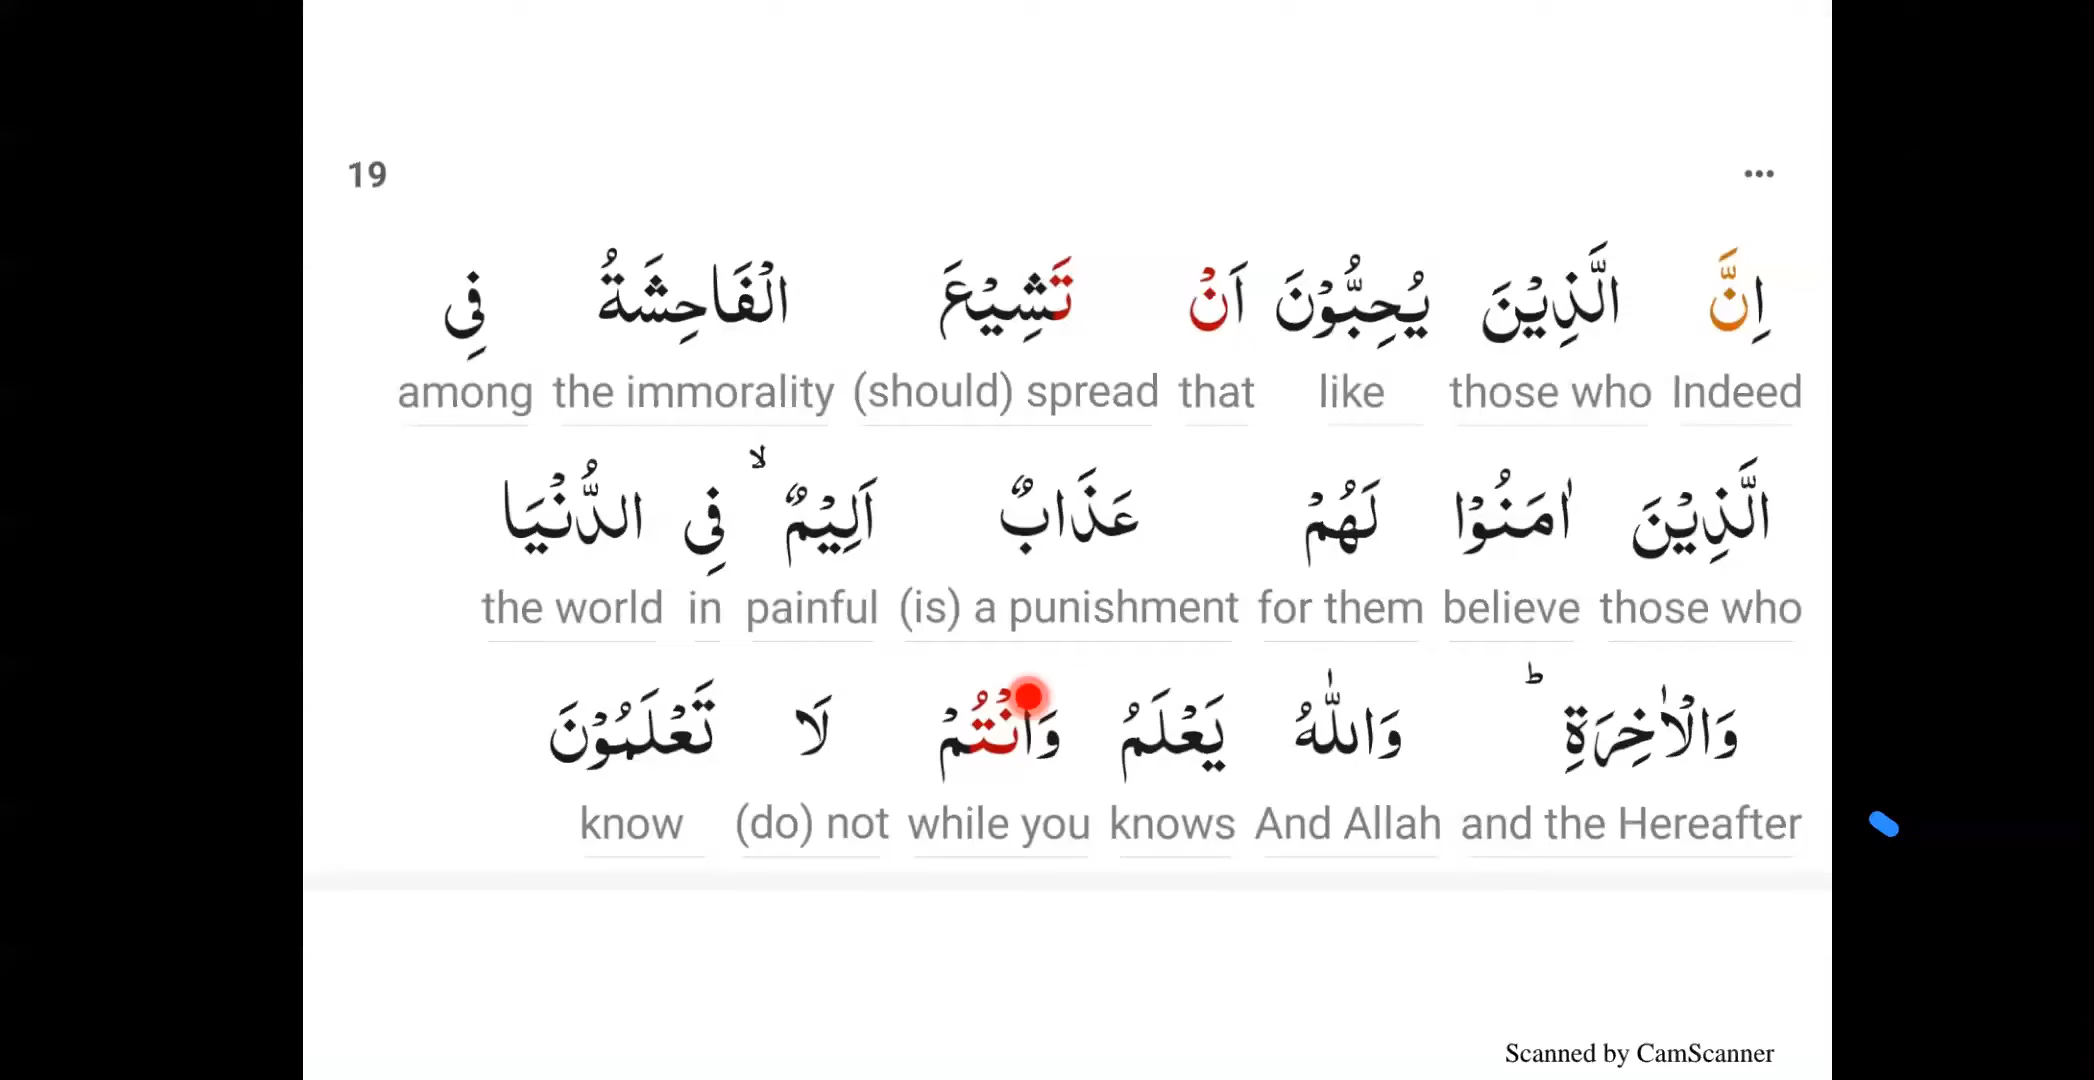 19
اِنَّ الَّذِيْنَ يُحِبُّوْنَ اَنْ تَشِيْعَ الْفَاحِشَةُ فِى
among the immorality (should) spread that like those who Indeed
الَّذِيْنَ اٰمَنُوْا لَهُمْ عَذَابٌ اَلِيْمٌ ۙ فِى الدُّنْيَا
the world in painful (is) a punishment for them believe those who
وَالْاٰخِرَةِ ؕ وَاللّٰهُ يَعْلَمُ وَاَنْتُمْ لَا تَعْلَمُوْنَ
know (do) not while you knows And Allah and the Hereafter
Scanned by CamScanner